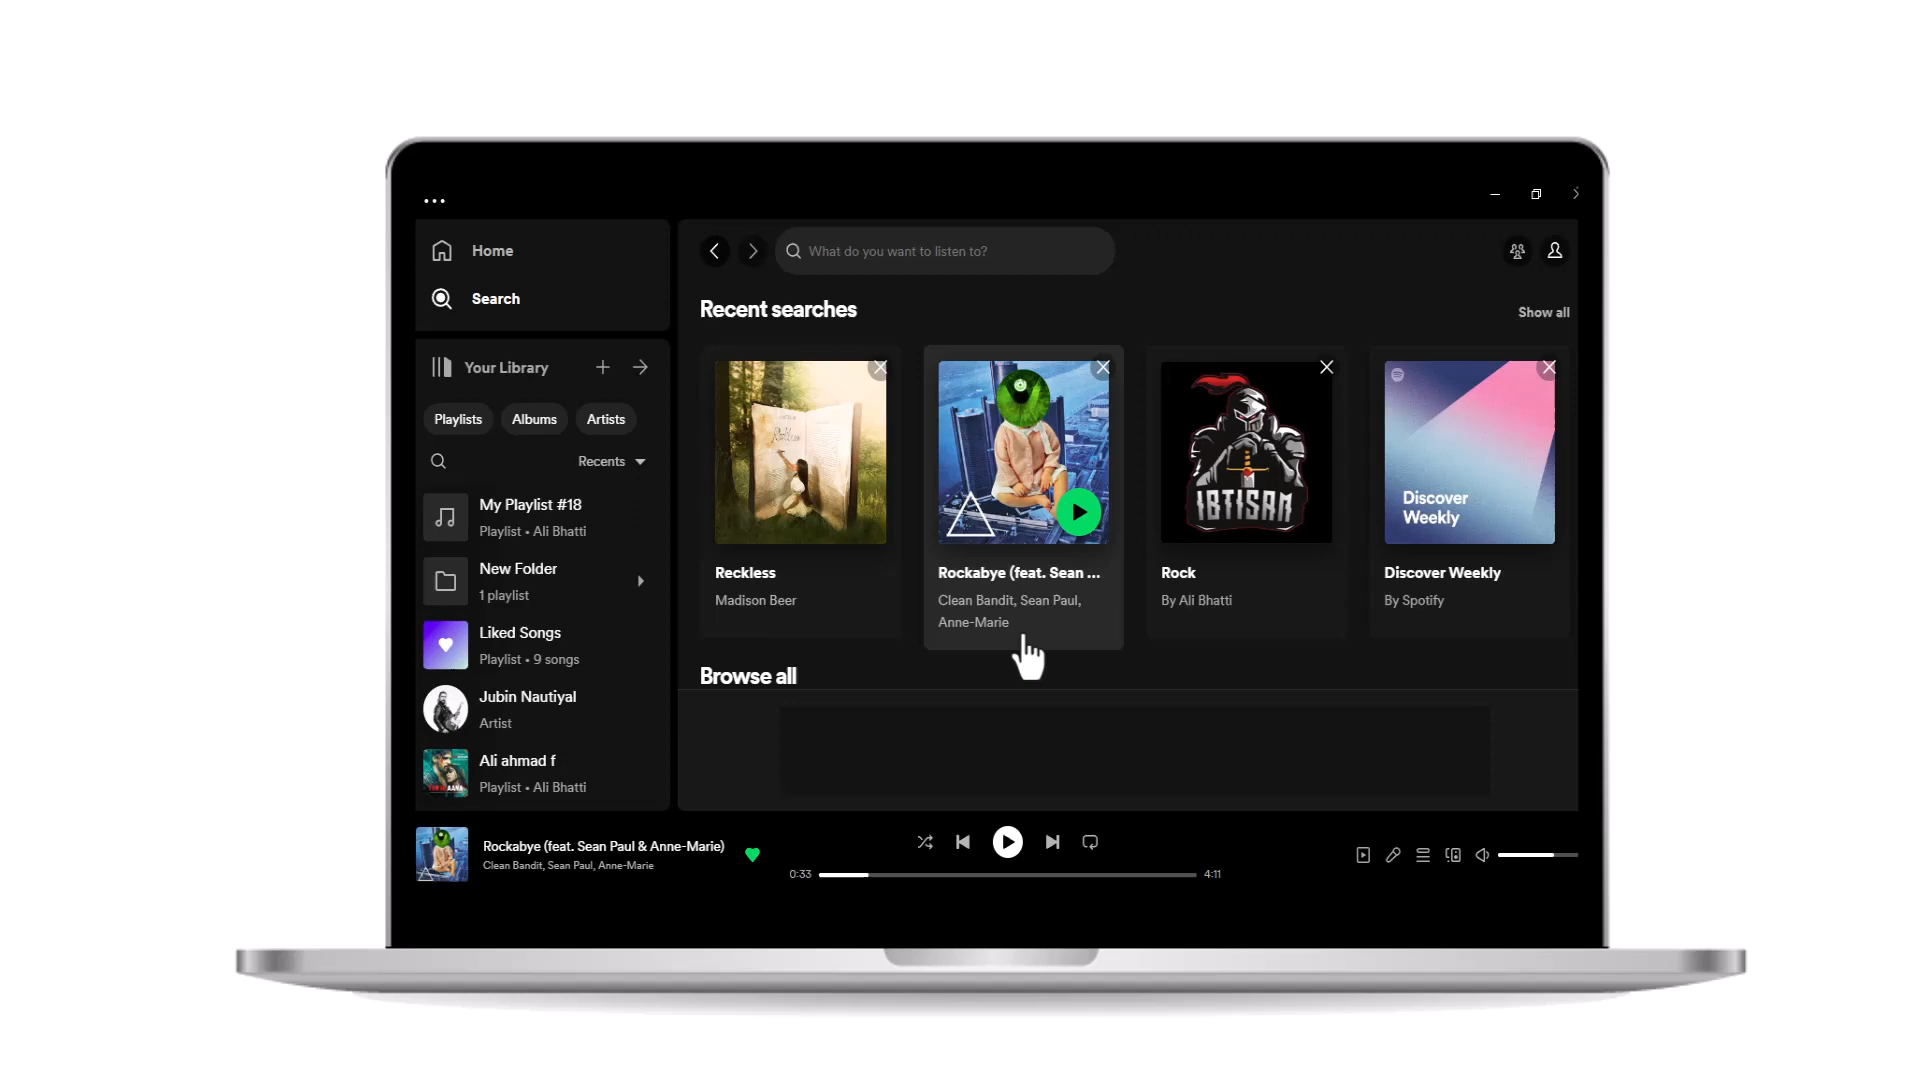 Home
Search
Your Library
Playlists
Albums
Artists
Recents
My Playlist #18
Playlist • Ali Bhatti
New Folder
1 playlist
Liked Songs
Playlist • 9 songs
Jubin Nautiyal
Artist
Ali ahmad f
Playlist • Ali Bhatti
What do you want to listen to?
Recent searches
Show all
Reckless
Madison Beer
Rockabye (feat. Sean ...
Clean Bandit, Sean Paul,
Anne-Marie
IBTISAM
Rock
By Ali Bhatti
Discover
Weekly
Discover Weekly
By Spotify
Browse all
Rockabye (feat. Sean Paul & Anne-Marie)
Clean Bandit, Sean Paul, Anne-Marie
0:33
4:11